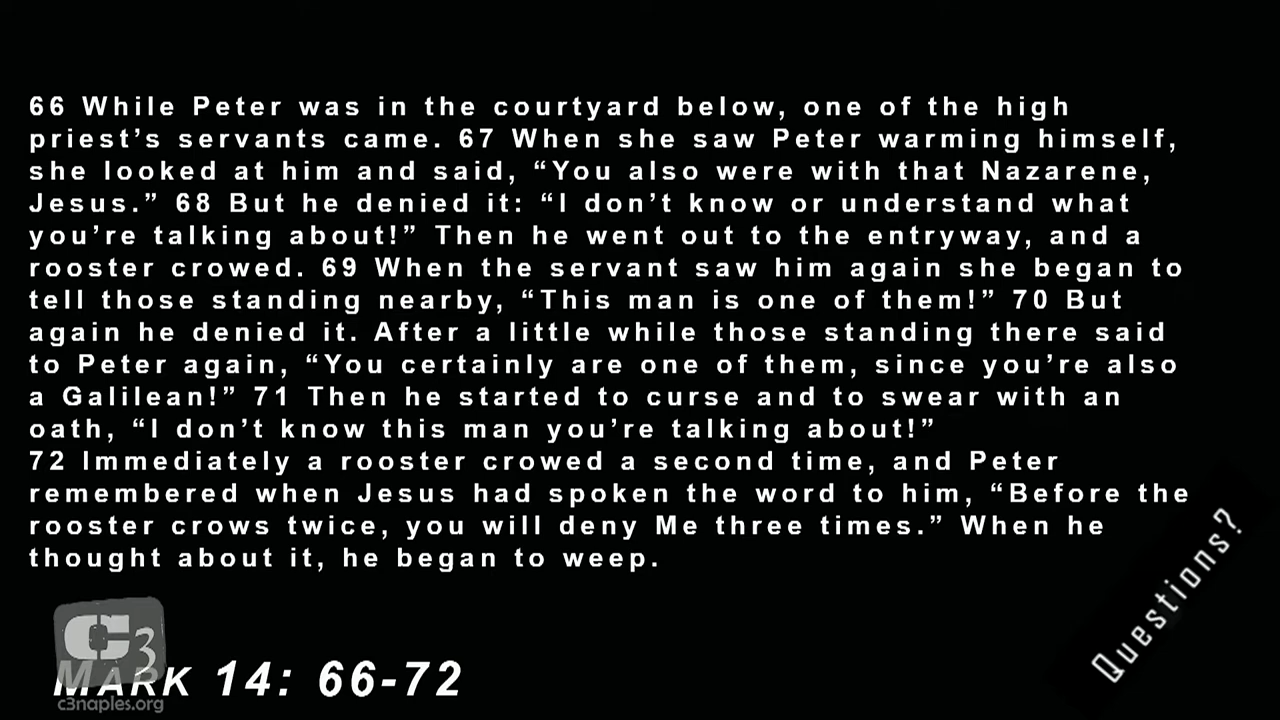 66 While Peter was in the courtyard below, one of the high
priest’s servants came. 67 When she saw Peter warming himself,
she looked at him and said, “You also were with that Nazarene,
Jesus.” 68 But he denied it: “I don’t know or understand what
you’re talking about!” Then he went out to the entryway, and a
rooster crowed. 69 When the servant saw him again she began to
tell those standing nearby, “This man is one of them!” 70 But
again he denied it. After a little while those standing there said
to Peter again, “You certainly are one of them, since you’re also
a Galilean!” 71 Then he started to curse and to swear with an
oath, “I don’t know this man you’re talking about!”
72 Immediately a rooster crowed a second time, and Peter
remembered when Jesus had spoken the word to him, “Before the
rooster crows twice, you will deny Me three times.” When he
thought about it, he began to weep.
Questions?
C3
MARK 14: 66-72
c3naples.org